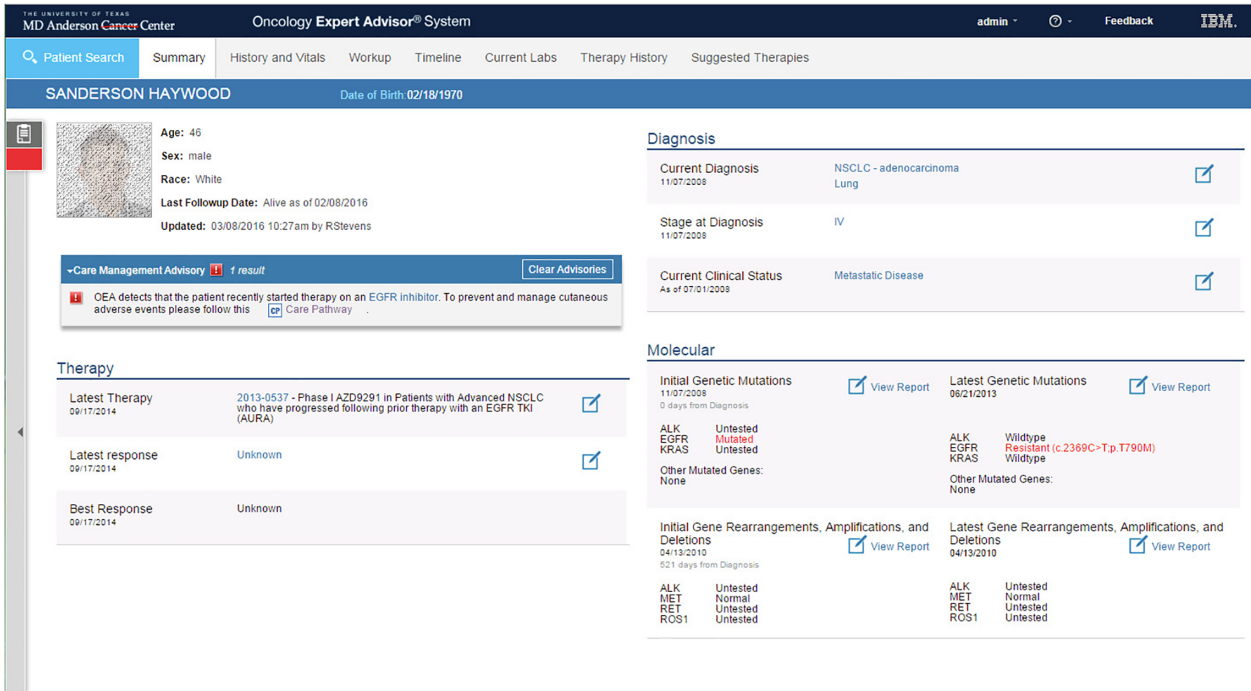 THE UNIVERSITY OF TEXAS
MD Anderson Cancer Center
Oncology Expert Advisor® System
admin
?
Feedback
IBM.
Patient Search
Summary
History and Vitals
Workup
Timeline
Current Labs
Therapy History
Suggested Therapies
SANDERSON HAYWOOD
Date of Birth:02/18/1970
Age: 46
Sex: male
Race: White
Last Followup Date: Alive as of 02/08/2016
Updated: 03/08/2016 10:27am by RStevens
Care Management Advisory ! 1 result
Clear Advisories
! OEA detects that the patient recently started therapy on an EGFR inhibitor. To prevent and manage cutaneous
adverse events please follow this CP Care Pathway .
Therapy
Latest Therapy
09/17/2014
2013-0537 - Phase I AZD9291 in Patients with Advanced NSCLC
who have progressed following prior therapy with an EGFR TKI
(AURA)
Latest response
09/17/2014
Unknown
Best Response
09/17/2014
Unknown
Diagnosis
Current Diagnosis
11/07/2008
NSCLC - adenocarcinoma
Lung
Stage at Diagnosis
11/07/2008
IV
Current Clinical Status
As of 07/01/2008
Metastatic Disease
Molecular
Initial Genetic Mutations
11/07/2008
0 days from Diagnosis
View Report
ALK Untested
EGFR Mutated
KRAS Untested
Other Mutated Genes:
None
Latest Genetic Mutations
06/21/2013
View Report
ALK Wildtype
EGFR Resistant (c.2369C>T;p.T790M)
KRAS Wildtype
Other Mutated Genes:
None
Initial Gene Rearrangements, Amplifications, and
Deletions
04/13/2010
521 days from Diagnosis
View Report
ALK Untested
MET Normal
RET Untested
ROS1 Untested
Latest Gene Rearrangements, Amplifications, and
Deletions
04/13/2010
View Report
ALK Untested
MET Normal
RET Untested
ROS1 Untested